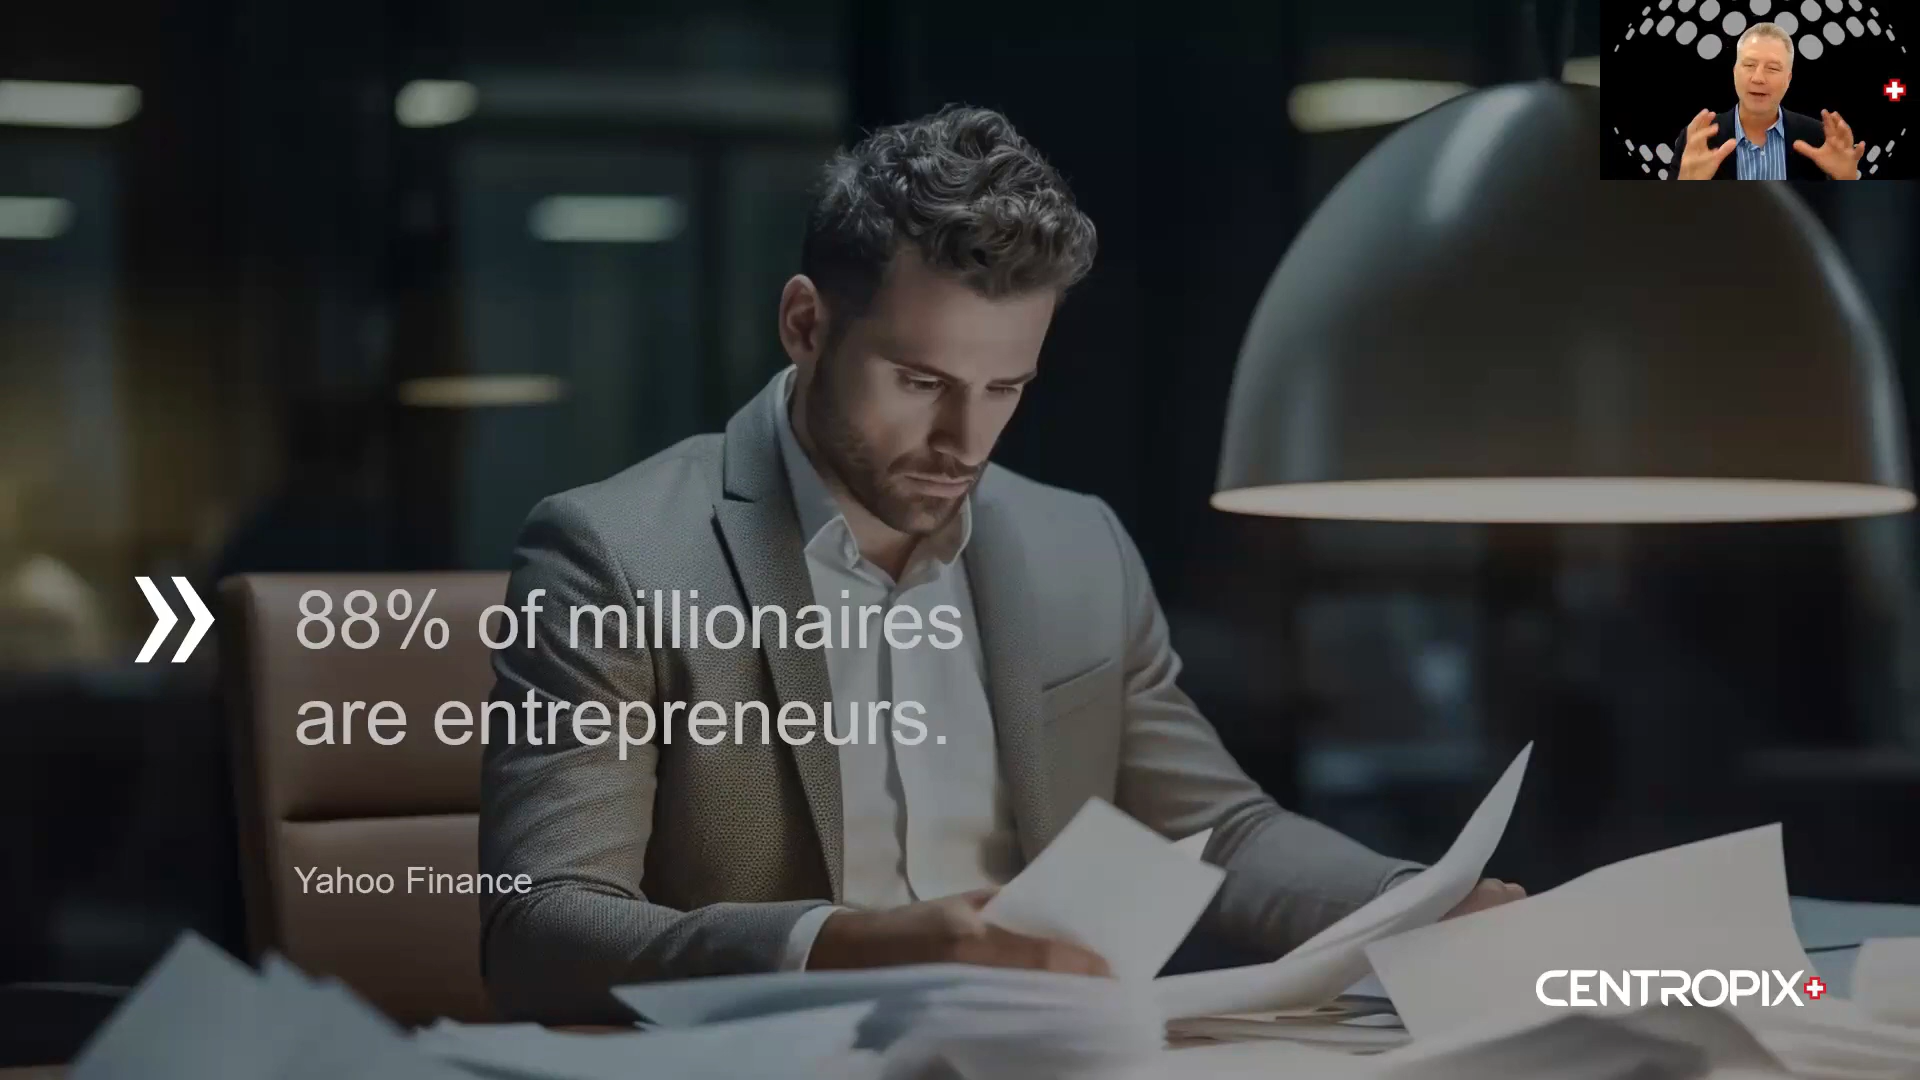 88% of millionaires
are entrepreneurs.
Yahoo Finance
CENTROPIX